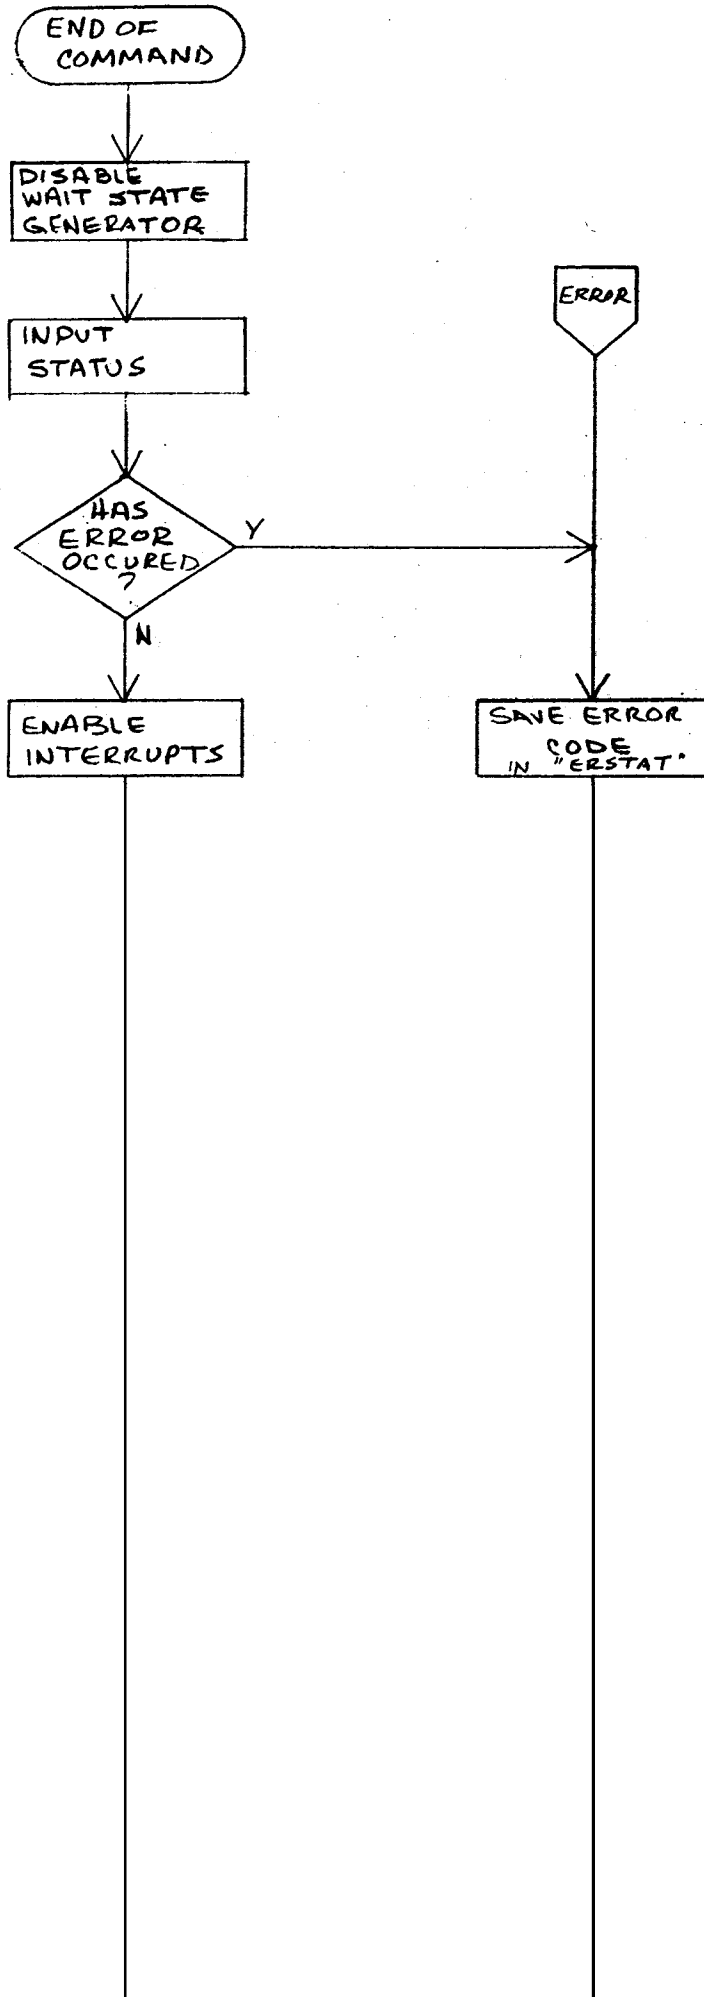 END OF
COMMAND
DISABLE
WAIT STATE
GENERATOR
INPUT
STATUS
ERROR
HAS
ERROR
OCCURED
?
Y
N
ENABLE
INTERRUPTS
SAVE ERROR
CODE
IN "ERSTAT"